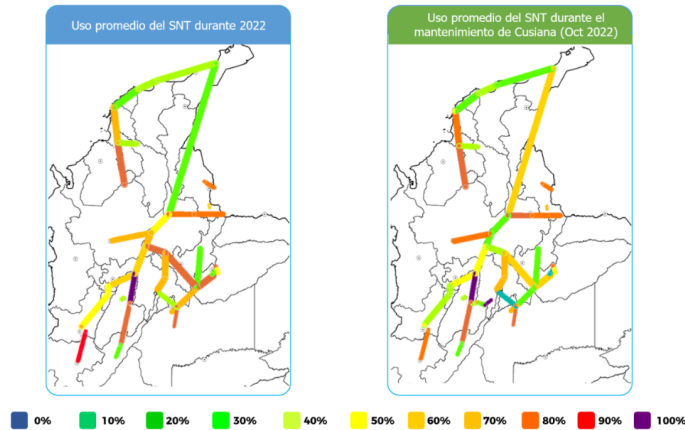 Uso promedio del SNT durante 2022
Uso promedio del SNT durante el
mantenimiento de Cusiana (Oct 2022)
0% 10% 20% 30% 40% 50% 60% 70% 80% 90% 100%